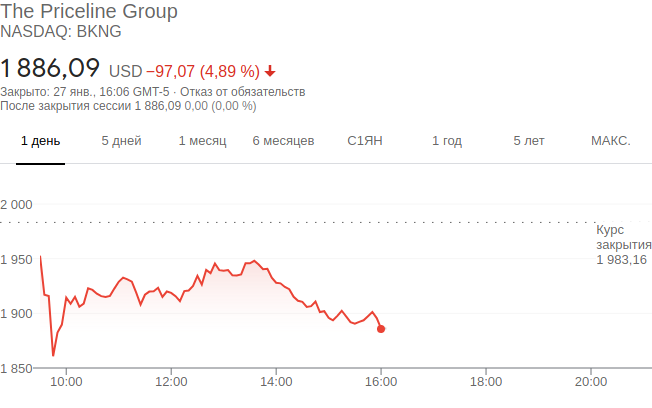 The Priceline Group
NASDAQ: BKNG
1 886,09 USD −97,07 (4,89 %)
Закрыто: 27 янв., 16:06 GMT-5 · Отказ от обязательств
После закрытия сессии 1 886,09 0,00 (0,00 %)
1 день 5 дней 1 месяц 6 месяцев С1ЯН 1 год 5 лет МАКС.
2 000
Курс
закрытия
1 983,16
1 950
1 900
1 850
10:00 12:00 14:00 16:00 18:00 20:00